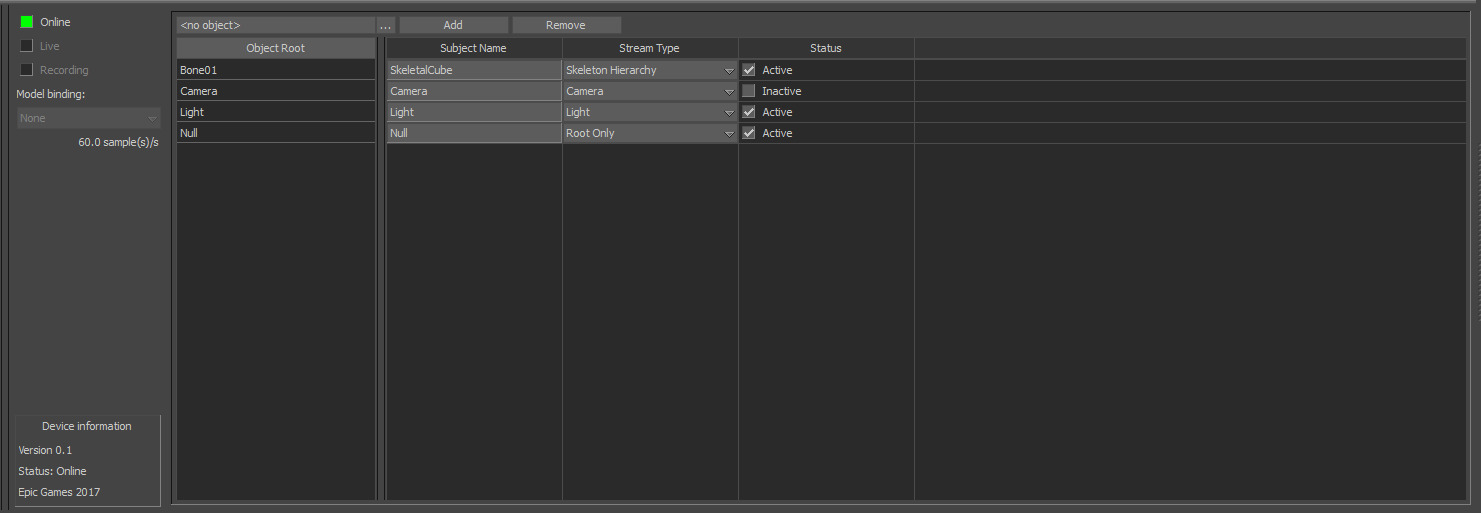 Online
Live
Recording
Model binding:
None
60.0 sample(s)/s
Device information
Version 0.1
Status: Online
Epic Games 2017
<no object> ... Add Remove
Object Root Subject Name Stream Type Status
Bone01 SkeletalCube Skeleton Hierarchy Active
Camera Camera Camera Inactive
Light Light Light Active
Null Null Root Only Active